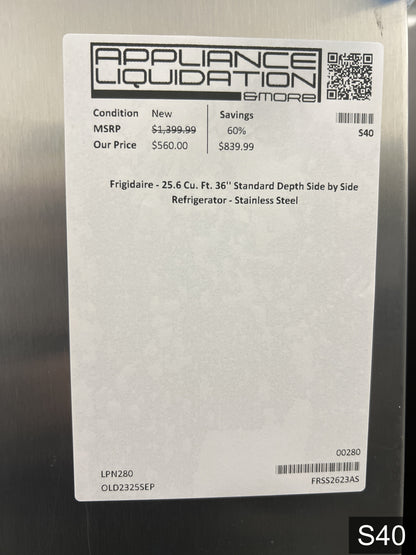 APPLIANCE
LIQUIDATION
&MORE
Condition New Savings
MSRP $1,399.99 60%
Our Price $560.00 $839.99
S40
Frigidaire - 25.6 Cu. Ft. 36'' Standard Depth Side by Side
Refrigerator - Stainless Steel
00280
LPN280
OLD2325SEP
FRSS2623AS
S40